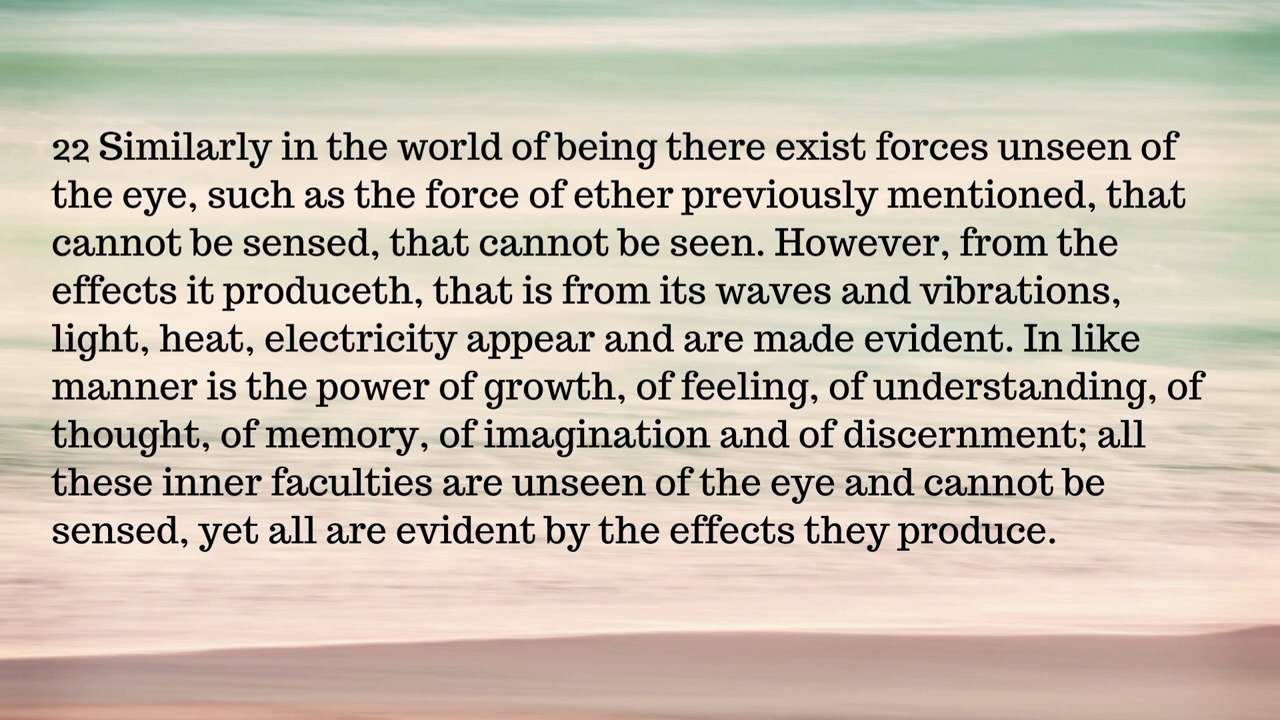 22 Similarly in the world of being there exist forces unseen of
the eye, such as the force of ether previously mentioned, that
cannot be sensed, that cannot be seen. However, from the
effects it produceth, that is from its waves and vibrations,
light, heat, electricity appear and are made evident. In like
manner is the power of growth, of feeling, of understanding, of
thought, of memory, of imagination and of discernment; all
these inner faculties are unseen of the eye and cannot be
sensed, yet all are evident by the effects they produce.